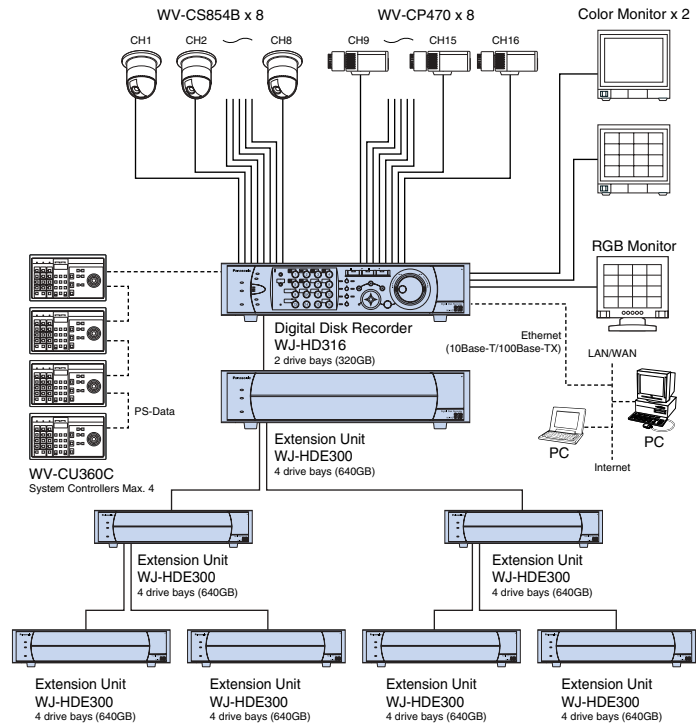 WV-CS854B x 8
WV-CP470 x 8
Color Monitor x 2
CH1
CH2
CH8
CH9
CH15
CH16
RGB Monitor
Panasonic
Digital Disk Recorder
WJ-HD316
2 drive bays (320GB)
Ethernet
(10Base-T/100Base-TX)
LAN/WAN
Panasonic
PS-Data
Extension Unit
WJ-HDE300
4 drive bays (640GB)
PC
PC
Internet
WV-CU360C
System Controllers Max. 4
Extension Unit
WJ-HDE300
4 drive bays (640GB)
Extension Unit
WJ-HDE300
4 drive bays (640GB)
Extension Unit
WJ-HDE300
4 drive bays (640GB)
Extension Unit
WJ-HDE300
4 drive bays (640GB)
Extension Unit
WJ-HDE300
4 drive bays (640GB)
Extension Unit
WJ-HDE300
4 drive bays (640GB)